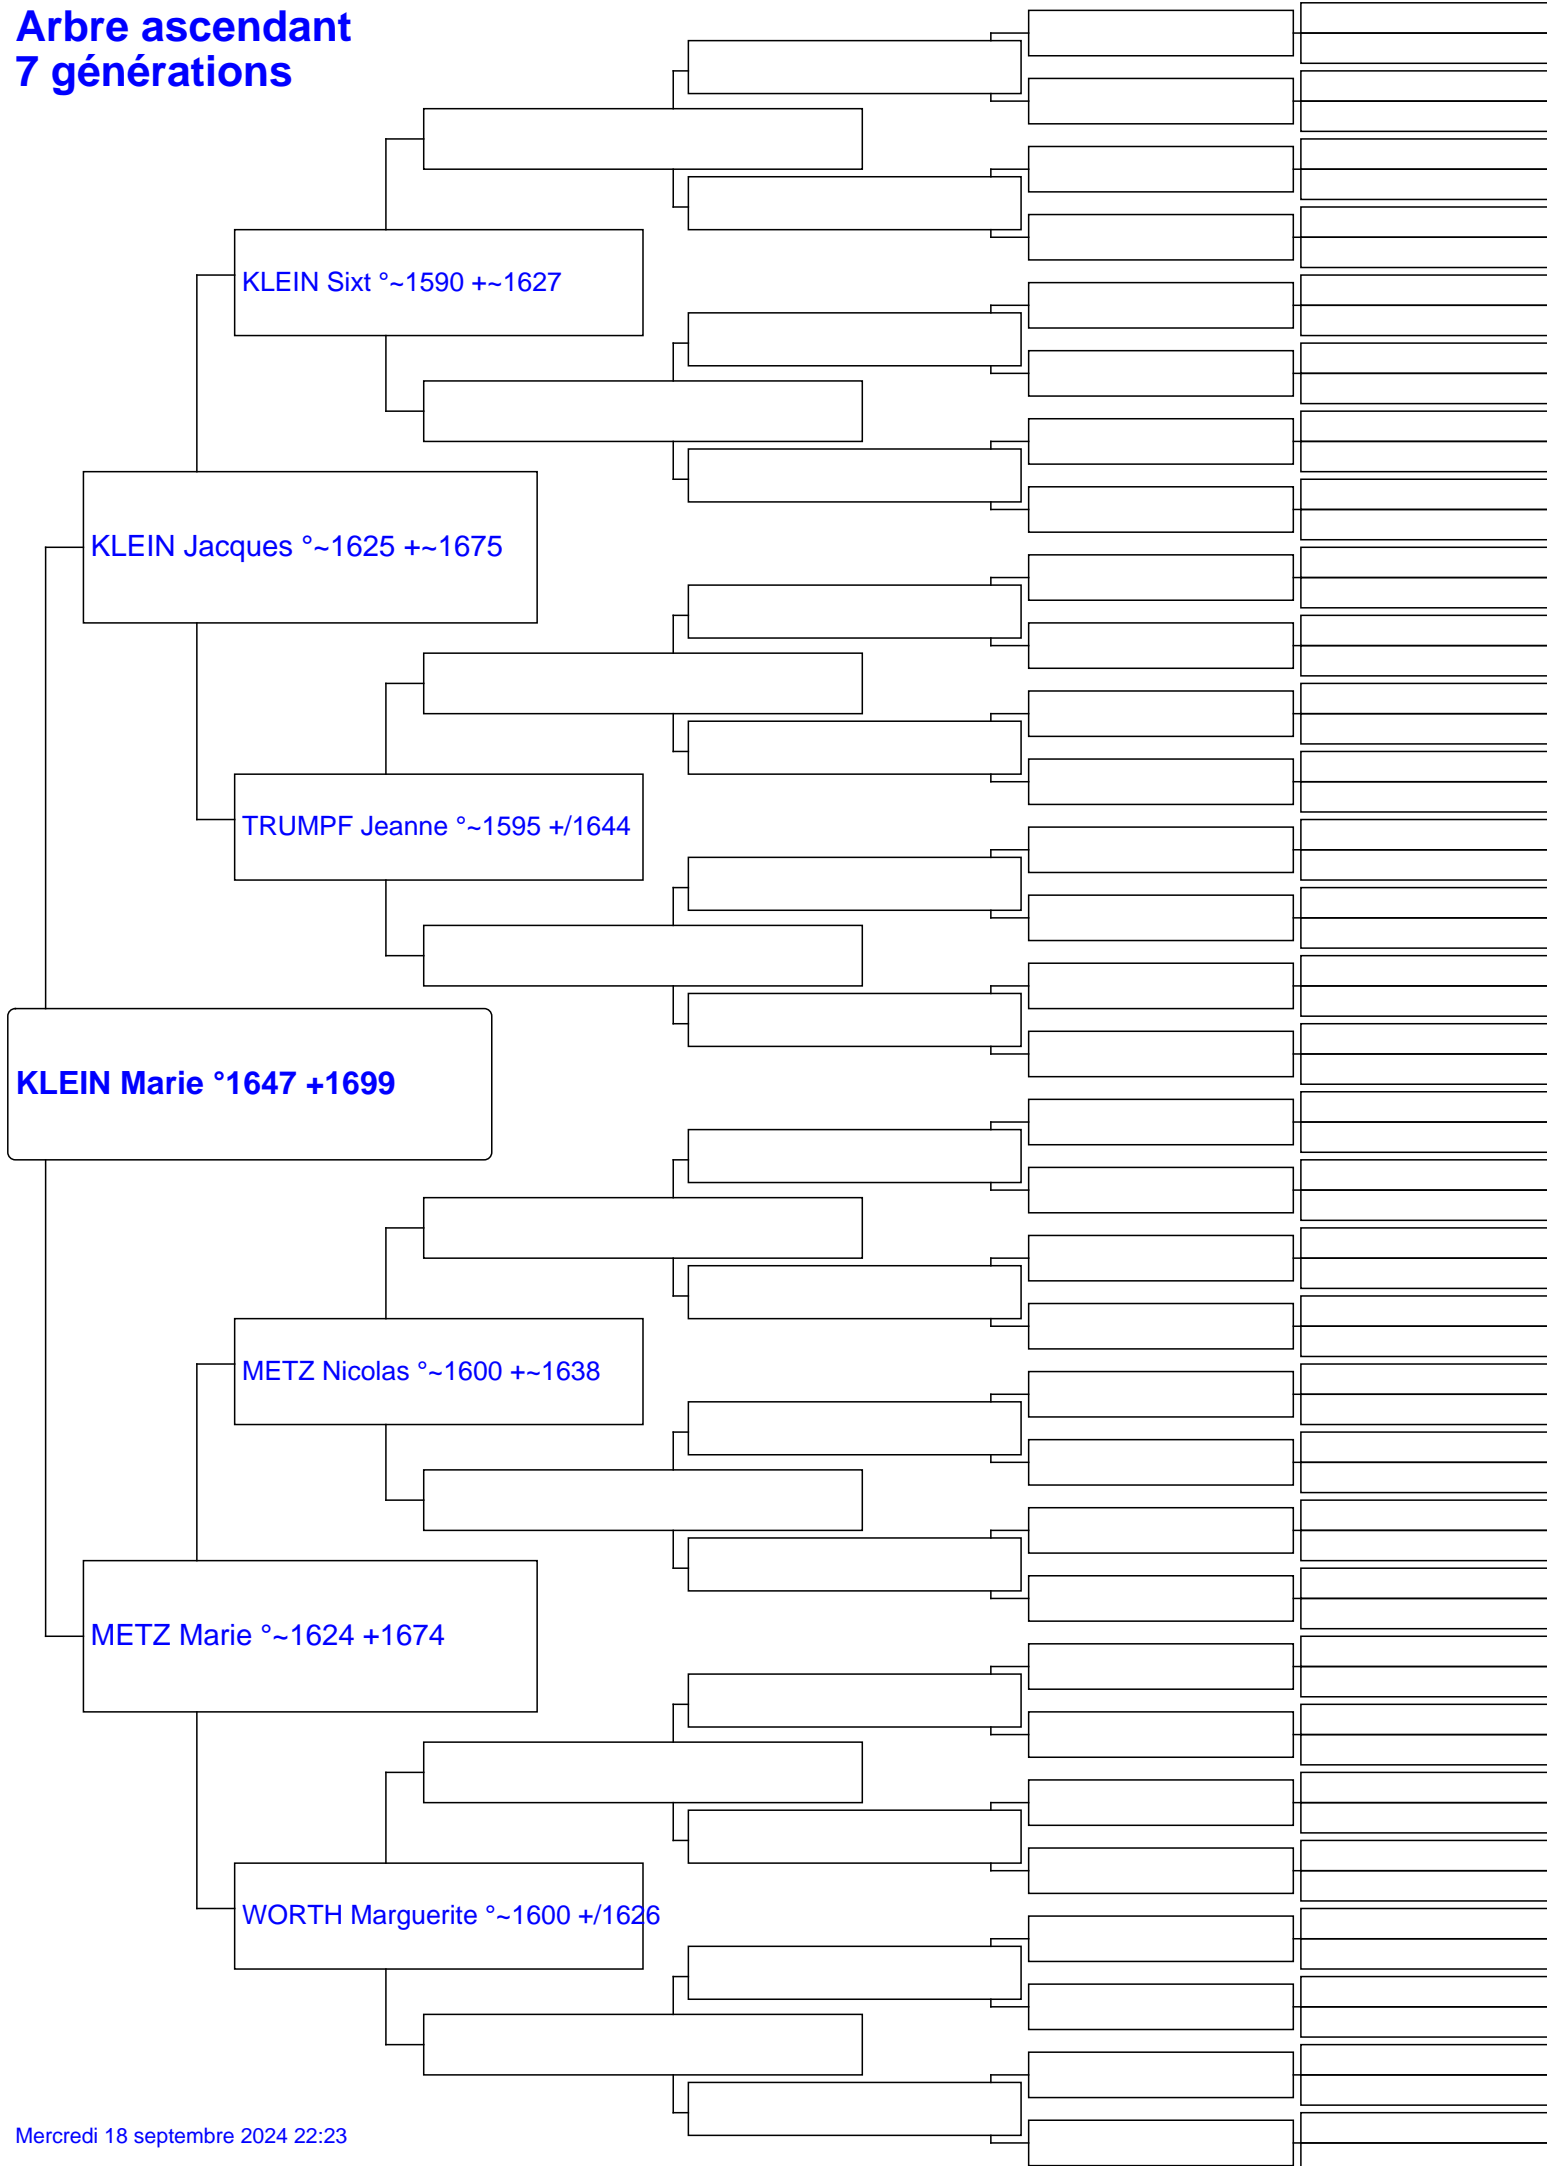 Arbre ascendant
7 générations
KLEIN Sixt °~1590 +~1627
KLEIN Jacques °~1625 +~1675
TRUMPF Jeanne °~1595 +/1644
KLEIN Marie °1647 +1699
METZ Nicolas °~1600 +~1638
METZ Marie °~1624 +1674
WORTH Marguerite °~1600 +/1626
Mercredi 18 septembre 2024 22:23